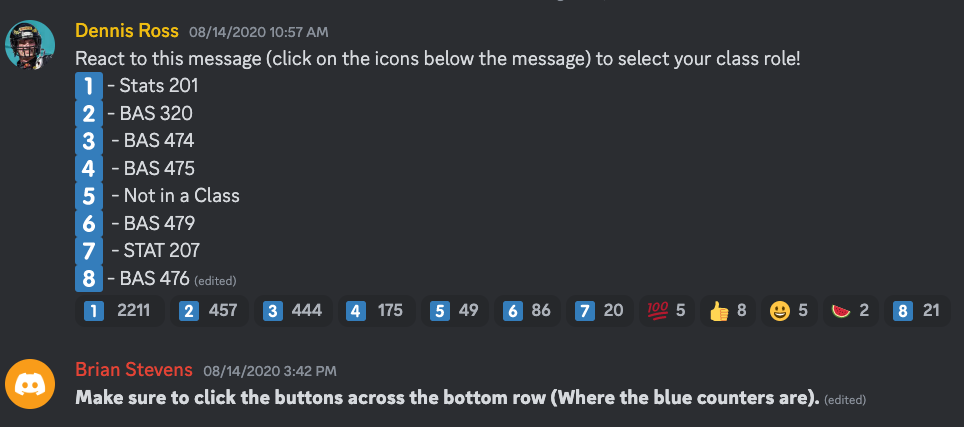 Dennis Ross 08/14/2020 10:57 AM
React to this message (click on the icons below the message) to select your class role!
1 - Stats 201
2 - BAS 320
3 - BAS 474
4 - BAS 475
5 - Not in a Class
6 - BAS 479
7 - STAT 207
8 - BAS 476 (edited)
1 2211 2 457 3 444 4 175 5 49 6 86 7 20 💯 5 👍 8 😀 5 🍉 2 8 21
Brian Stevens 08/14/2020 3:42 PM
Make sure to click the buttons across the bottom row (Where the blue counters are). (edited)